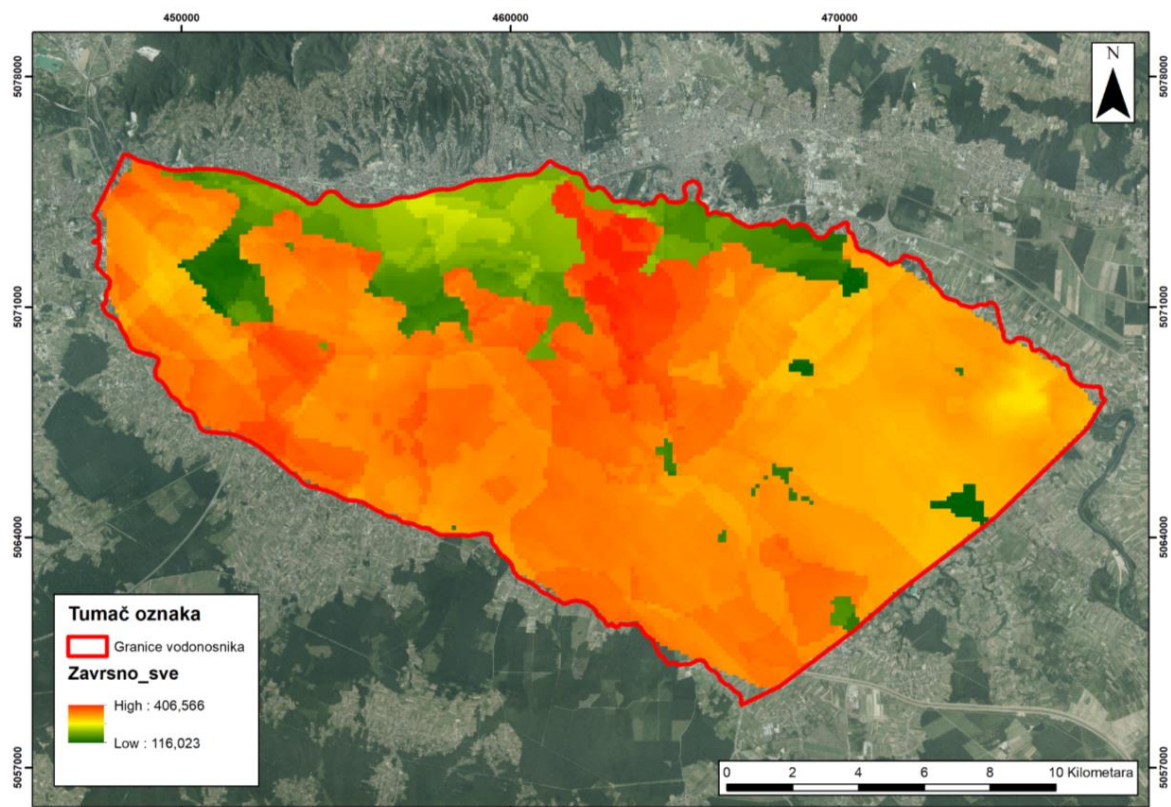 450000 460000 470000
5078000 5078000
N
5071000 5071000
5064000 5064000
5057000 5057000
Tumač oznaka
Granice vodonosnika
Zavrsno_sve
High : 406,566
Low : 116,023
0 2 4 6 8 10 Kilometara